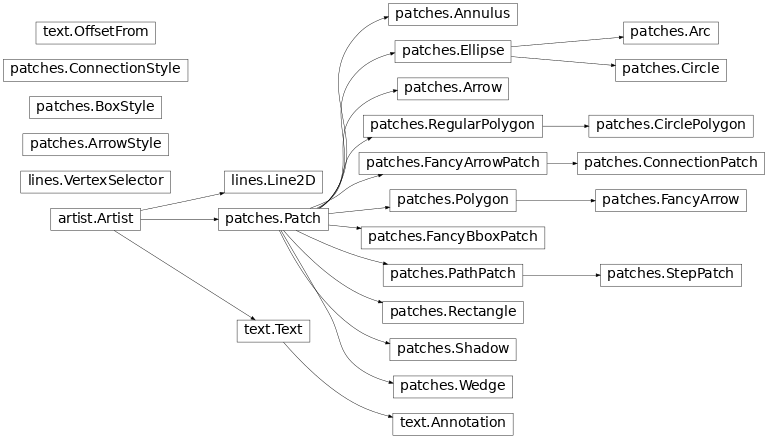 text.OffsetFrom
patches.ConnectionStyle
patches.BoxStyle
patches.ArrowStyle
lines.VertexSelector
artist.Artist
lines.Line2D
patches.Patch
text.Text
patches.Annulus
patches.Ellipse
patches.Arrow
patches.RegularPolygon
patches.FancyArrowPatch
patches.Polygon
patches.FancyBboxPatch
patches.PathPatch
patches.Rectangle
patches.Shadow
patches.Wedge
text.Annotation
patches.Arc
patches.Circle
patches.CirclePolygon
patches.ConnectionPatch
patches.FancyArrow
patches.StepPatch